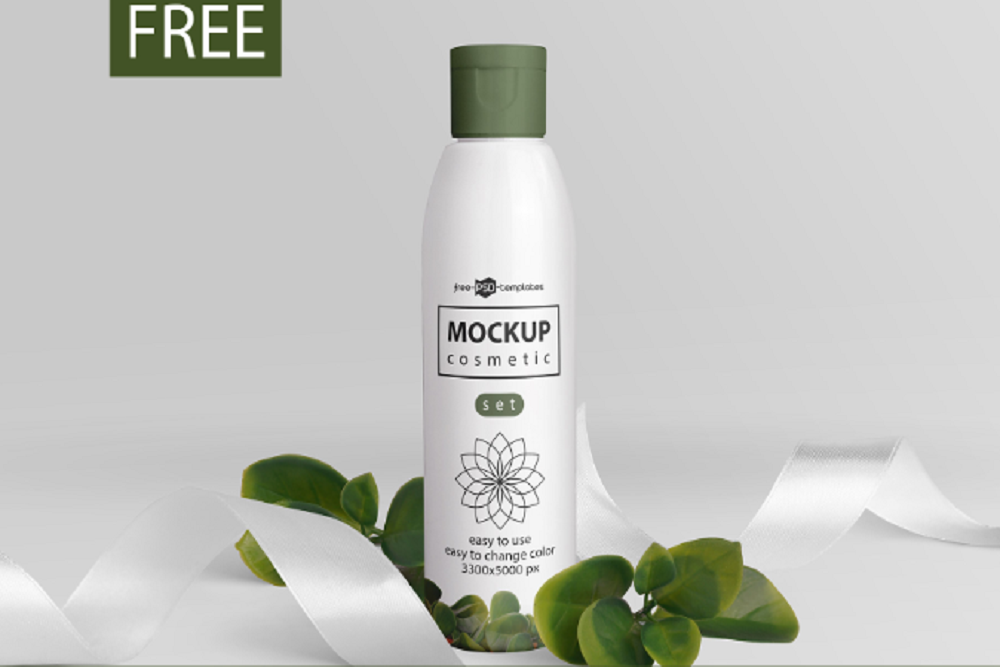 FREE
free-PSD-templates
MOCKUP
cosmetic
set
easy to use
easy to change color
3300x5000 px